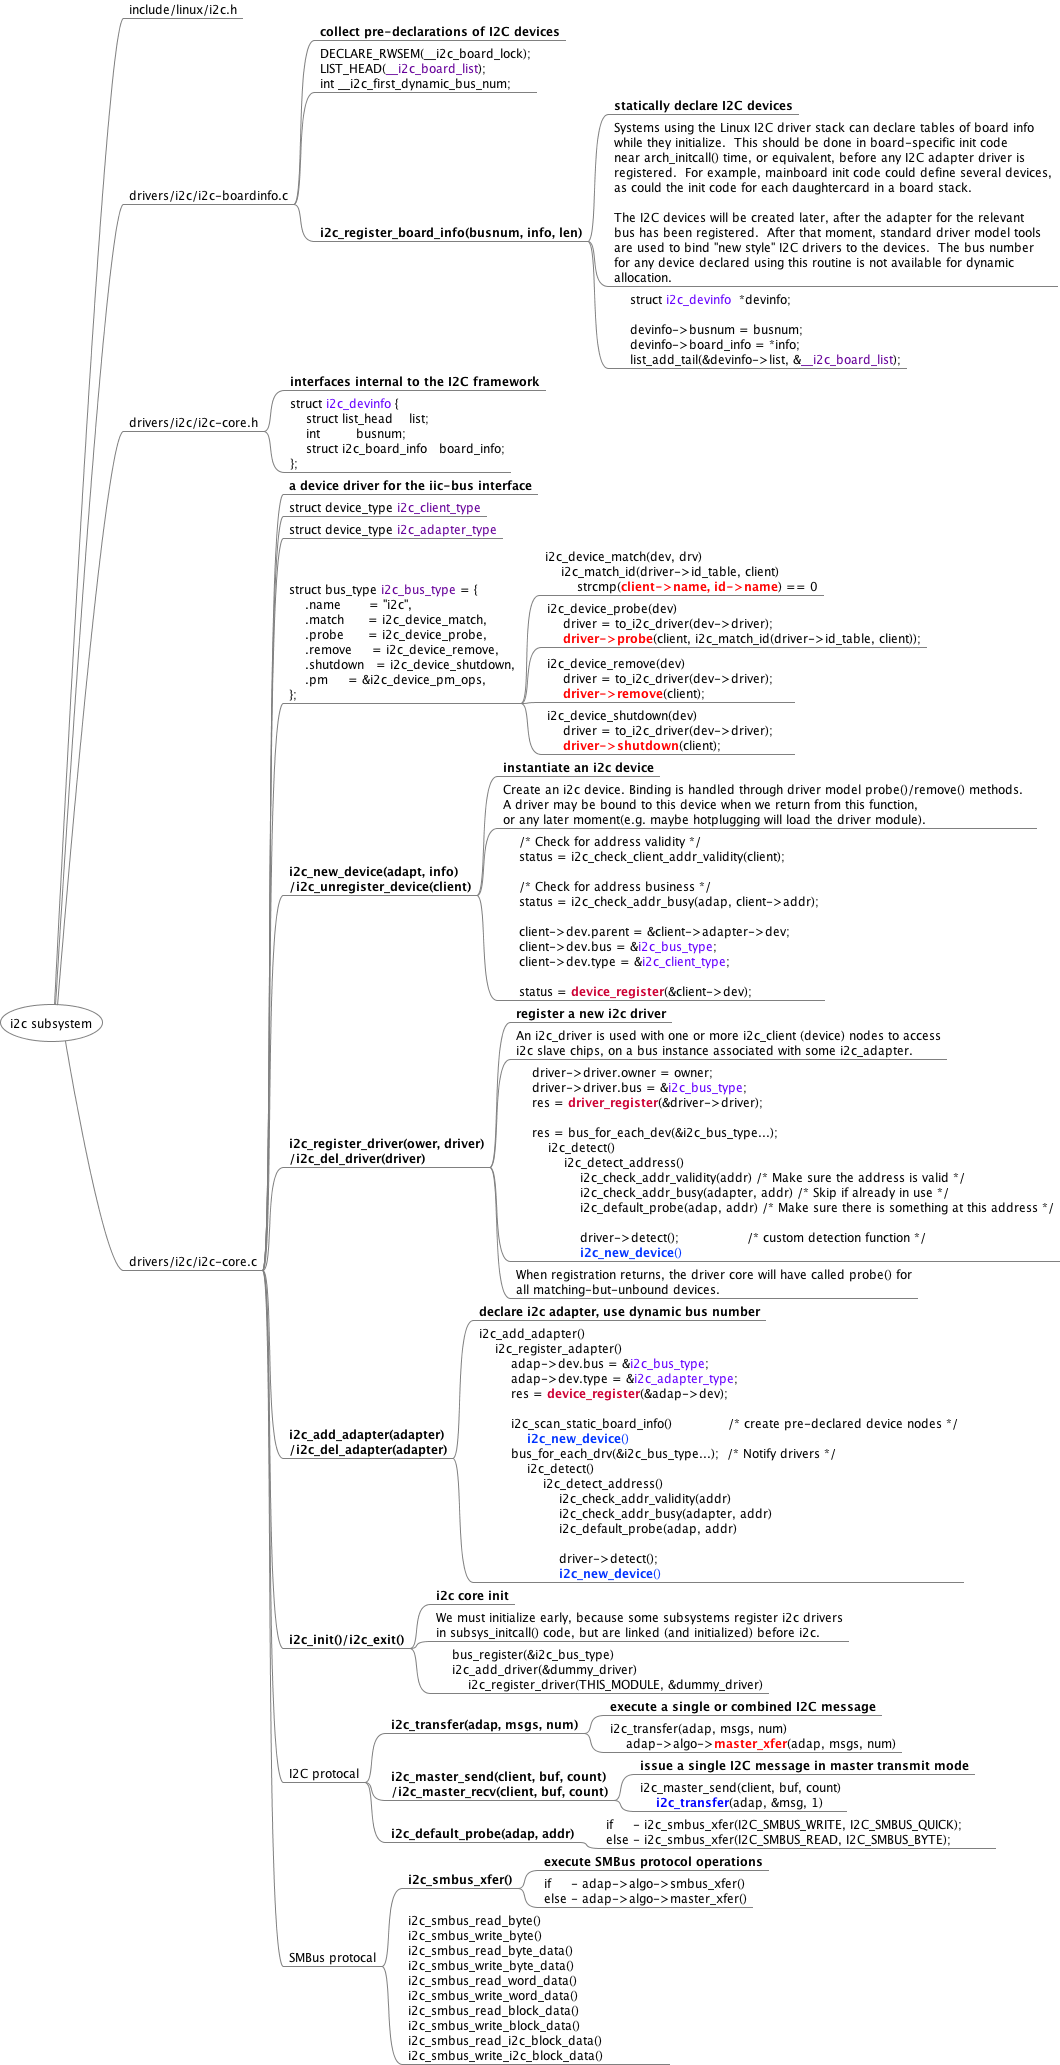 include/linux/i2c.h
collect pre-declarations of I2C devices
DECLARE_RWSEM(__i2c_board_lock);
LIST_HEAD(__i2c_board_list);
int __i2c_first_dynamic_bus_num;
drivers/i2c/i2c-boardinfo.c
i2c_register_board_info(busnum, info, len)
statically declare I2C devices
Systems using the Linux I2C driver stack can declare tables of board info
while they initialize.  This should be done in board-specific init code
near arch_initcall() time, or equivalent, before any I2C adapter driver is
registered.  For example, mainboard init code could define several devices,
as could the init code for each daughtercard in a board stack.
The I2C devices will be created later, after the adapter for the relevant
bus has been registered.  After that moment, standard driver model tools
are used to bind "new style" I2C drivers to the devices.  The bus number
for any device declared using this routine is not available for dynamic
allocation.
struct i2c_devinfo  *devinfo;
devinfo->busnum = busnum;
devinfo->board_info = *info;
list_add_tail(&devinfo->list, &__i2c_board_list);
drivers/i2c/i2c-core.h
interfaces internal to the I2C framework
struct i2c_devinfo {
struct list_head    list;
int         busnum;
struct i2c_board_info   board_info;
};
i2c subsystem
drivers/i2c/i2c-core.c
a device driver for the iic-bus interface
struct device_type i2c_client_type
struct device_type i2c_adapter_type
struct bus_type i2c_bus_type = {
.name       = "i2c",
.match      = i2c_device_match,
.probe      = i2c_device_probe,
.remove     = i2c_device_remove,
.shutdown   = i2c_device_shutdown,
.pm     = &i2c_device_pm_ops,
};
i2c_device_match(dev, drv)
i2c_match_id(driver->id_table, client)
strcmp(client->name, id->name) == 0
i2c_device_probe(dev)
driver = to_i2c_driver(dev->driver);
driver->probe(client, i2c_match_id(driver->id_table, client));
i2c_device_remove(dev)
driver = to_i2c_driver(dev->driver);
driver->remove(client);
i2c_device_shutdown(dev)
driver = to_i2c_driver(dev->driver);
driver->shutdown(client);
i2c_new_device(adapt, info)
/i2c_unregister_device(client)
instantiate an i2c device
Create an i2c device. Binding is handled through driver model probe()/remove() methods.
A driver may be bound to this device when we return from this function,
or any later moment(e.g. maybe hotplugging will load the driver module).
/* Check for address validity */
status = i2c_check_client_addr_validity(client);
/* Check for address business */
status = i2c_check_addr_busy(adap, client->addr);
client->dev.parent = &client->adapter->dev;
client->dev.bus = &i2c_bus_type;
client->dev.type = &i2c_client_type;
status = device_register(&client->dev);
i2c_register_driver(ower, driver)
/i2c_del_driver(driver)
register a new i2c driver
An i2c_driver is used with one or more i2c_client (device) nodes to access
i2c slave chips, on a bus instance associated with some i2c_adapter.
driver->driver.owner = owner;
driver->driver.bus = &i2c_bus_type;
res = driver_register(&driver->driver);
res = bus_for_each_dev(&i2c_bus_type...);
i2c_detect()
i2c_detect_address()
i2c_check_addr_validity(addr) /* Make sure the address is valid */
i2c_check_addr_busy(adapter, addr) /* Skip if already in use */
i2c_default_probe(adap, addr) /* Make sure there is something at this address */
driver->detect();                 /* custom detection function */
i2c_new_device()
When registration returns, the driver core will have called probe() for
all matching-but-unbound devices.
i2c_add_adapter(adapter)
/i2c_del_adapter(adapter)
declare i2c adapter, use dynamic bus number
i2c_add_adapter()
i2c_register_adapter()
adap->dev.bus = &i2c_bus_type;
adap->dev.type = &i2c_adapter_type;
res = device_register(&adap->dev);
i2c_scan_static_board_info()              /* create pre-declared device nodes */
i2c_new_device()
bus_for_each_drv(&i2c_bus_type...);  /* Notify drivers */
i2c_detect()
i2c_detect_address()
i2c_check_addr_validity(addr)
i2c_check_addr_busy(adapter, addr)
i2c_default_probe(adap, addr)
driver->detect();
i2c_new_device()
i2c_init()/i2c_exit()
i2c core init
We must initialize early, because some subsystems register i2c drivers
in subsys_initcall() code, but are linked (and initialized) before i2c.
bus_register(&i2c_bus_type)
i2c_add_driver(&dummy_driver)
i2c_register_driver(THIS_MODULE, &dummy_driver)
I2C protocal
i2c_transfer(adap, msgs, num)
execute a single or combined I2C message
i2c_transfer(adap, msgs, num)
adap->algo->master_xfer(adap, msgs, num)
i2c_master_send(client, buf, count)
/i2c_master_recv(client, buf, count)
issue a single I2C message in master transmit mode
i2c_master_send(client, buf, count)
i2c_transfer(adap, &msg, 1)
i2c_default_probe(adap, addr)
if     - i2c_smbus_xfer(I2C_SMBUS_WRITE, I2C_SMBUS_QUICK);
else - i2c_smbus_xfer(I2C_SMBUS_READ, I2C_SMBUS_BYTE);
SMBus protocal
i2c_smbus_xfer()
execute SMBus protocol operations
if     - adap->algo->smbus_xfer()
else - adap->algo->master_xfer()
i2c_smbus_read_byte()
i2c_smbus_write_byte()
i2c_smbus_read_byte_data()
i2c_smbus_write_byte_data()
i2c_smbus_read_word_data()
i2c_smbus_write_word_data()
i2c_smbus_read_block_data()
i2c_smbus_write_block_data()
i2c_smbus_read_i2c_block_data()
i2c_smbus_write_i2c_block_data()